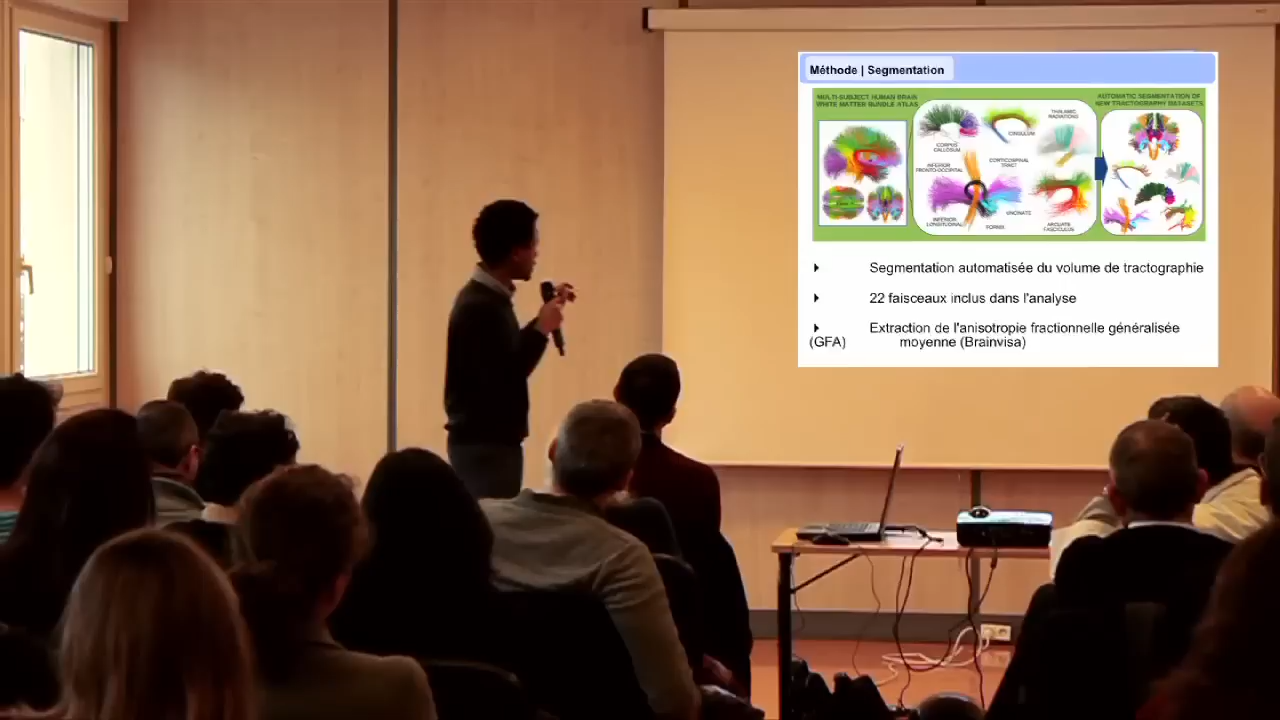 Méthode | Segmentation
MULTI-SUBJECT HUMAN BRAIN
WHITE MATTER BUNDLE ATLAS
AUTOMATIC SEGMENTATION OF
NEW TRACTOGRAPHY DATASETS
THALAMIC
RADIATIONS
CINGULUM
CORPUS
CALLOSUM
INFERIOR
FRONTO-OCCIPITAL
CORTICOSPINAL
TRACT
UNCINATE
INFERIOR
LONGITUDINAL
FORNIX
ARCUATE
FASCICULUS
Segmentation automatisée du volume de tractographie
22 faisceaux inclus dans l'analyse
Extraction de l'anisotropie fractionnelle généralisée
(GFA) moyenne (Brainvisa)